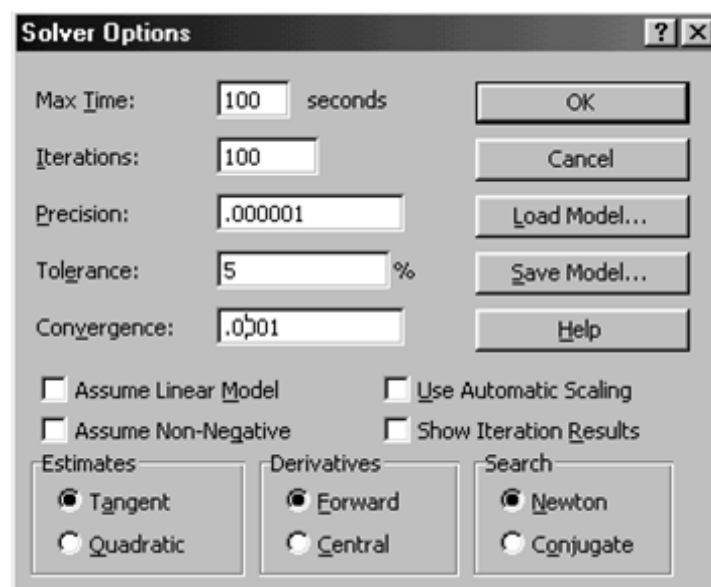 Solver Options
Max Time: 100 seconds
OK
Iterations: 100
Cancel
Precision: .000001
Load Model...
Tolerance: 5 %
Save Model...
Convergence: .0001
Help
Assume Linear Model
Use Automatic Scaling
Assume Non-Negative
Show Iteration Results
Estimates
Tangent
Quadratic
Derivatives
Forward
Central
Search
Newton
Conjugate